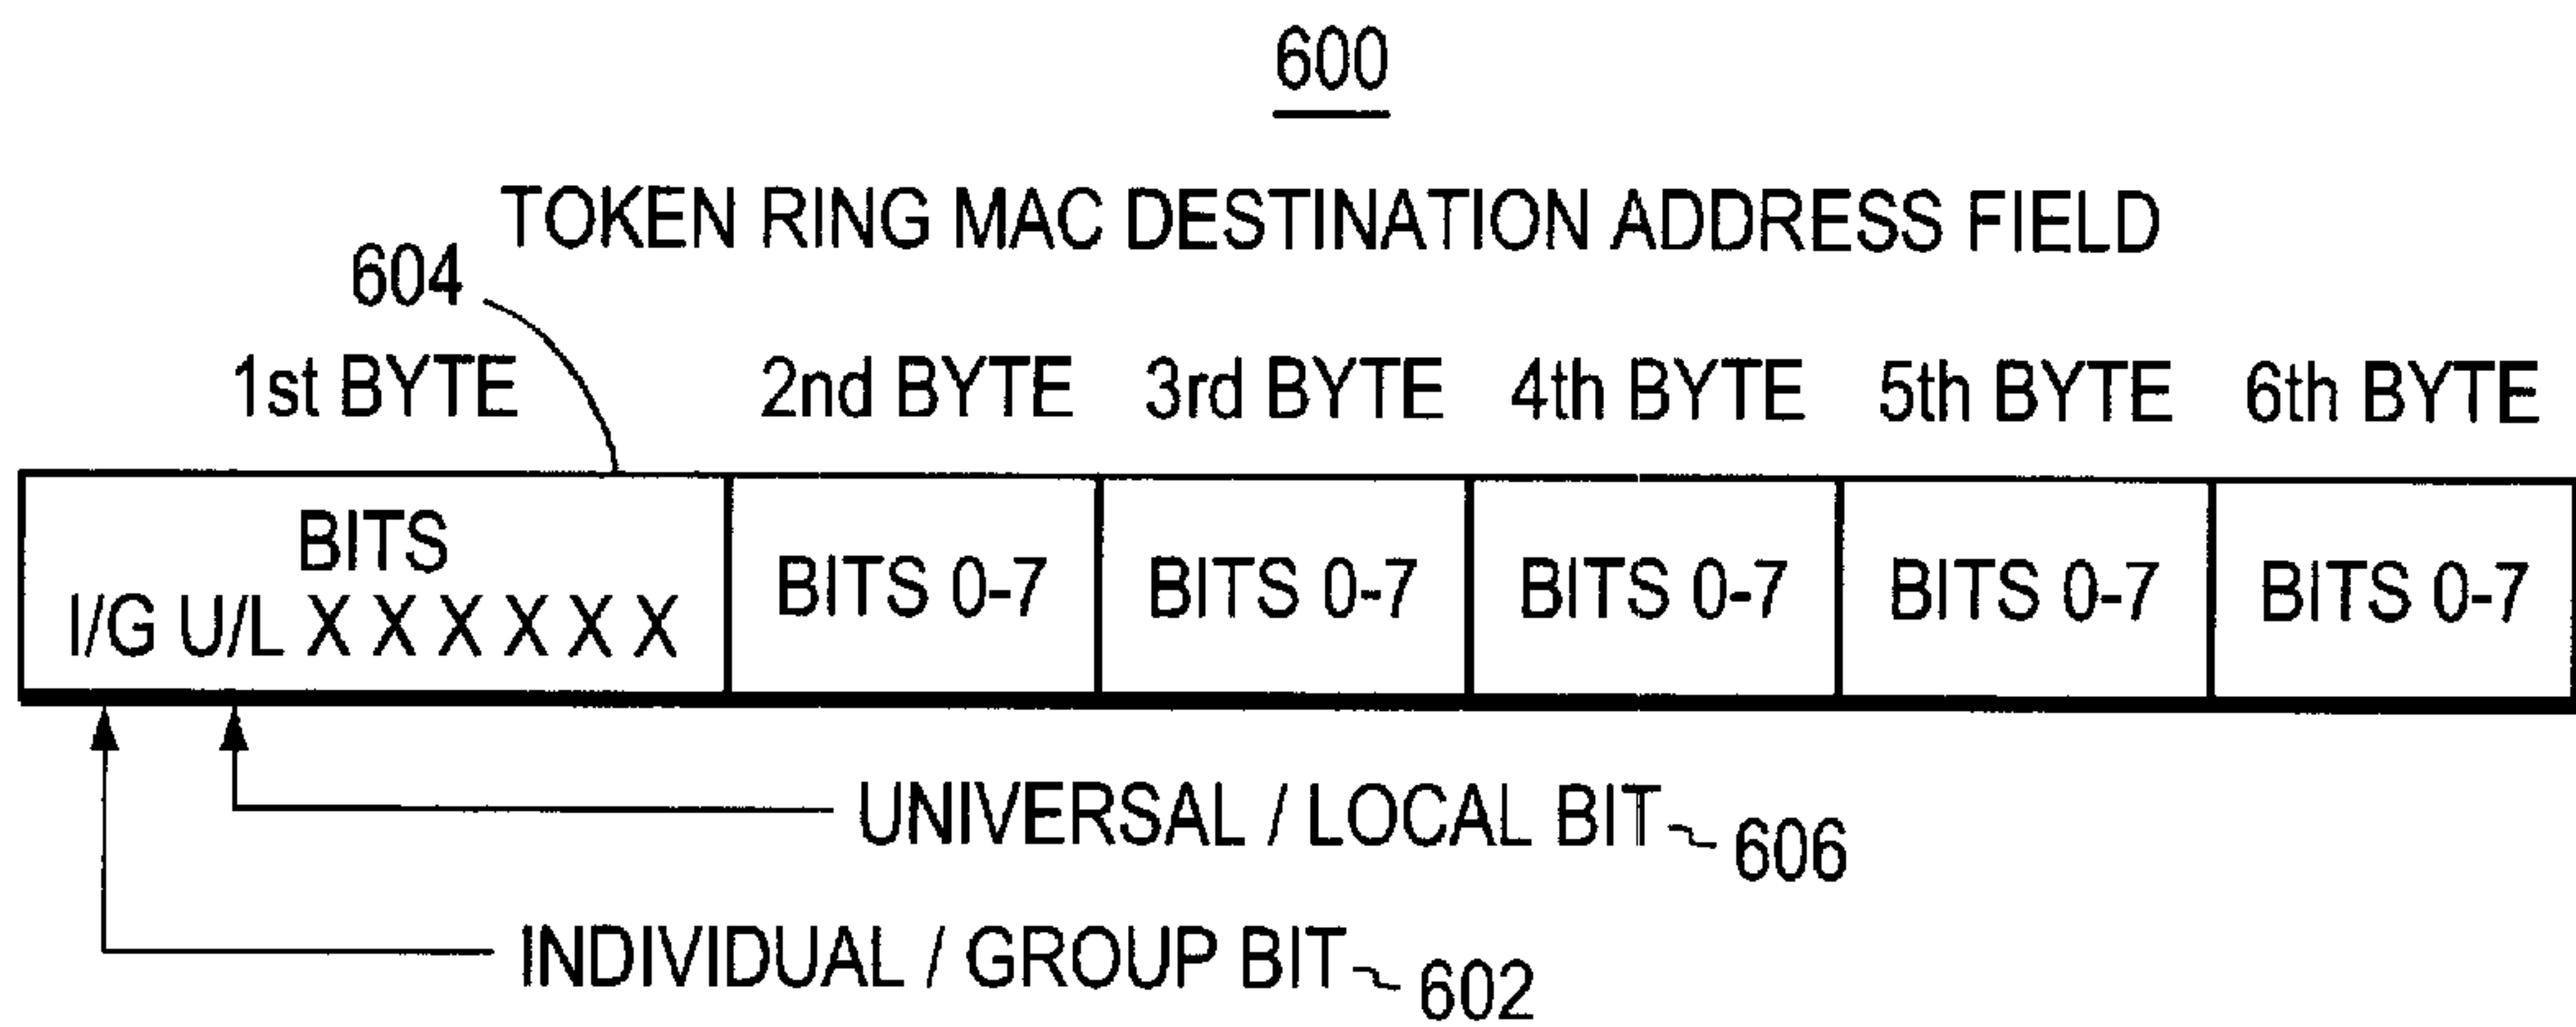 600
TOKEN RING MAC DESTINATION ADDRESS FIELD
604
1st BYTE 2nd BYTE 3rd BYTE 4th BYTE 5th BYTE 6th BYTE
BITS
I/G U/L X X X X X X BITS 0-7 BITS 0-7 BITS 0-7 BITS 0-7 BITS 0-7
UNIVERSAL / LOCAL BIT 606
INDIVIDUAL / GROUP BIT 602